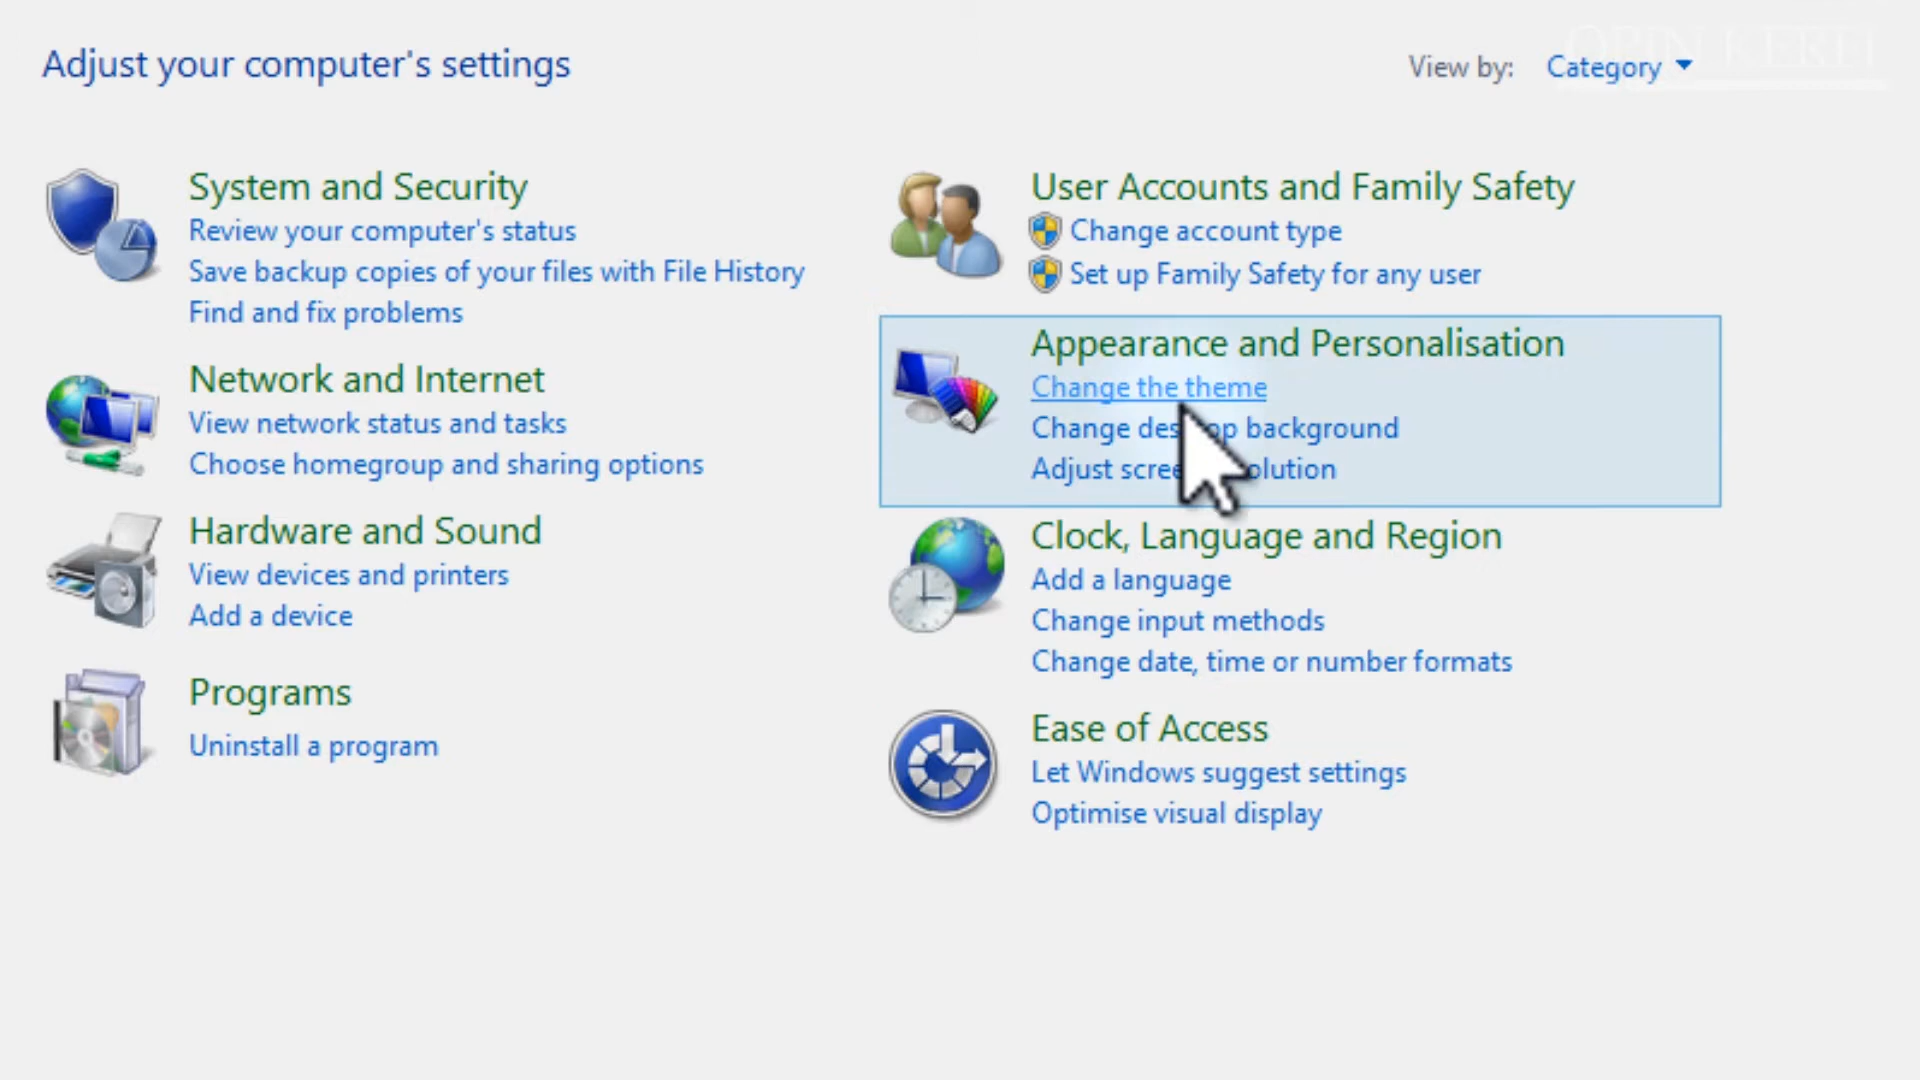 Adjust your computer's settings
View by: Category
System and Security
Review your computer's status
Save backup copies of your files with File History
Find and fix problems
Network and Internet
View network status and tasks
Choose homegroup and sharing options
Hardware and Sound
View devices and printers
Add a device
Programs
Uninstall a program
User Accounts and Family Safety
Change account type
Set up Family Safety for any user
Appearance and Personalisation
Change the theme
Change background
Adjust
Clock, Language and Region
Add a language
Change input methods
Change date, time or number formats
Ease of Access
Let Windows suggest settings
Optimise visual display